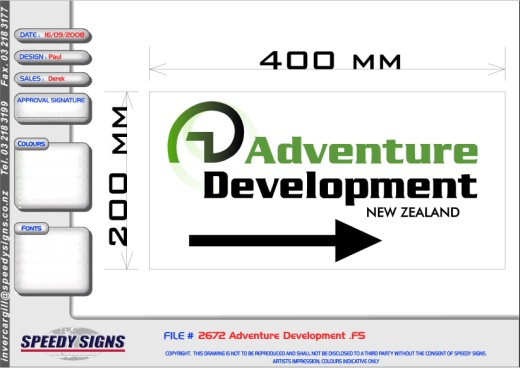 DATE : 16/09/2008
DESIGN : Paul
SALES : Derek
APPROVAL SIGNATURE
COLOURS
FONTS
invercargill@speedysigns.co.nz Tel. 03 218 3199 Fax. 03 218 3177
400 MM
200 MM
Adventure
Development
NEW ZEALAND
SPEEDY SIGNS
FILE # 2672 Adventure Development .FS
COPYRIGHT. THIS DRAWING IS NOT TO BE REPRODUCED AND SHALL NOT BE DISCLOSED TO A THIRD PARTY WITHOUT THE CONSENT OF SPEEDY SIGNS.
ARTISTS IMPRESSION, COLOURS INDICATIVE ONLY